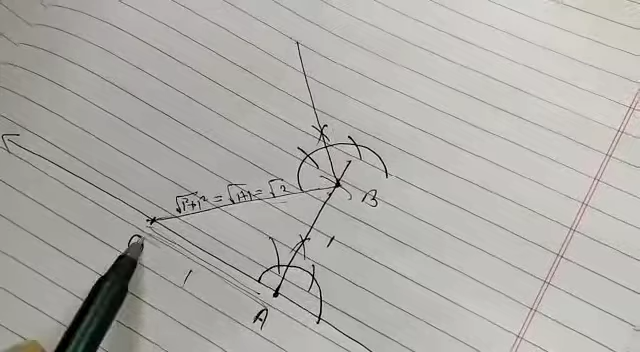 √1²+1² = √1+1 = √2
B
1
O
1
A